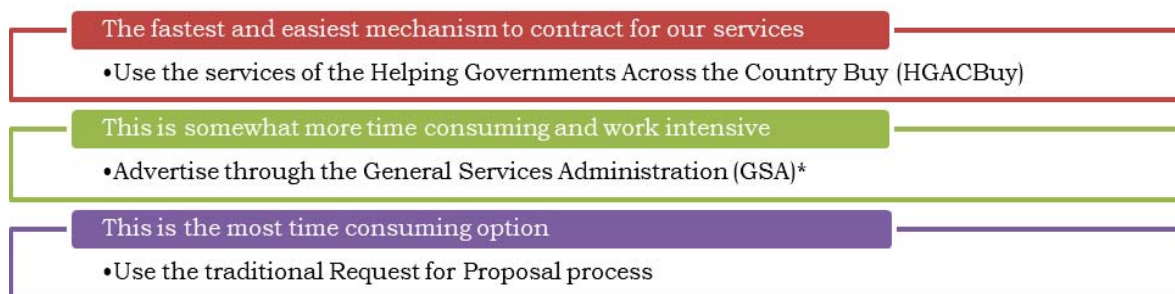 The fastest and easiest mechanism to contract for our services
•Use the services of the Helping Governments Across the Country Buy (HGACBuy)
This is somewhat more time consuming and work intensive
•Advertise through the General Services Administration (GSA)*
This is the most time consuming option
•Use the traditional Request for Proposal process